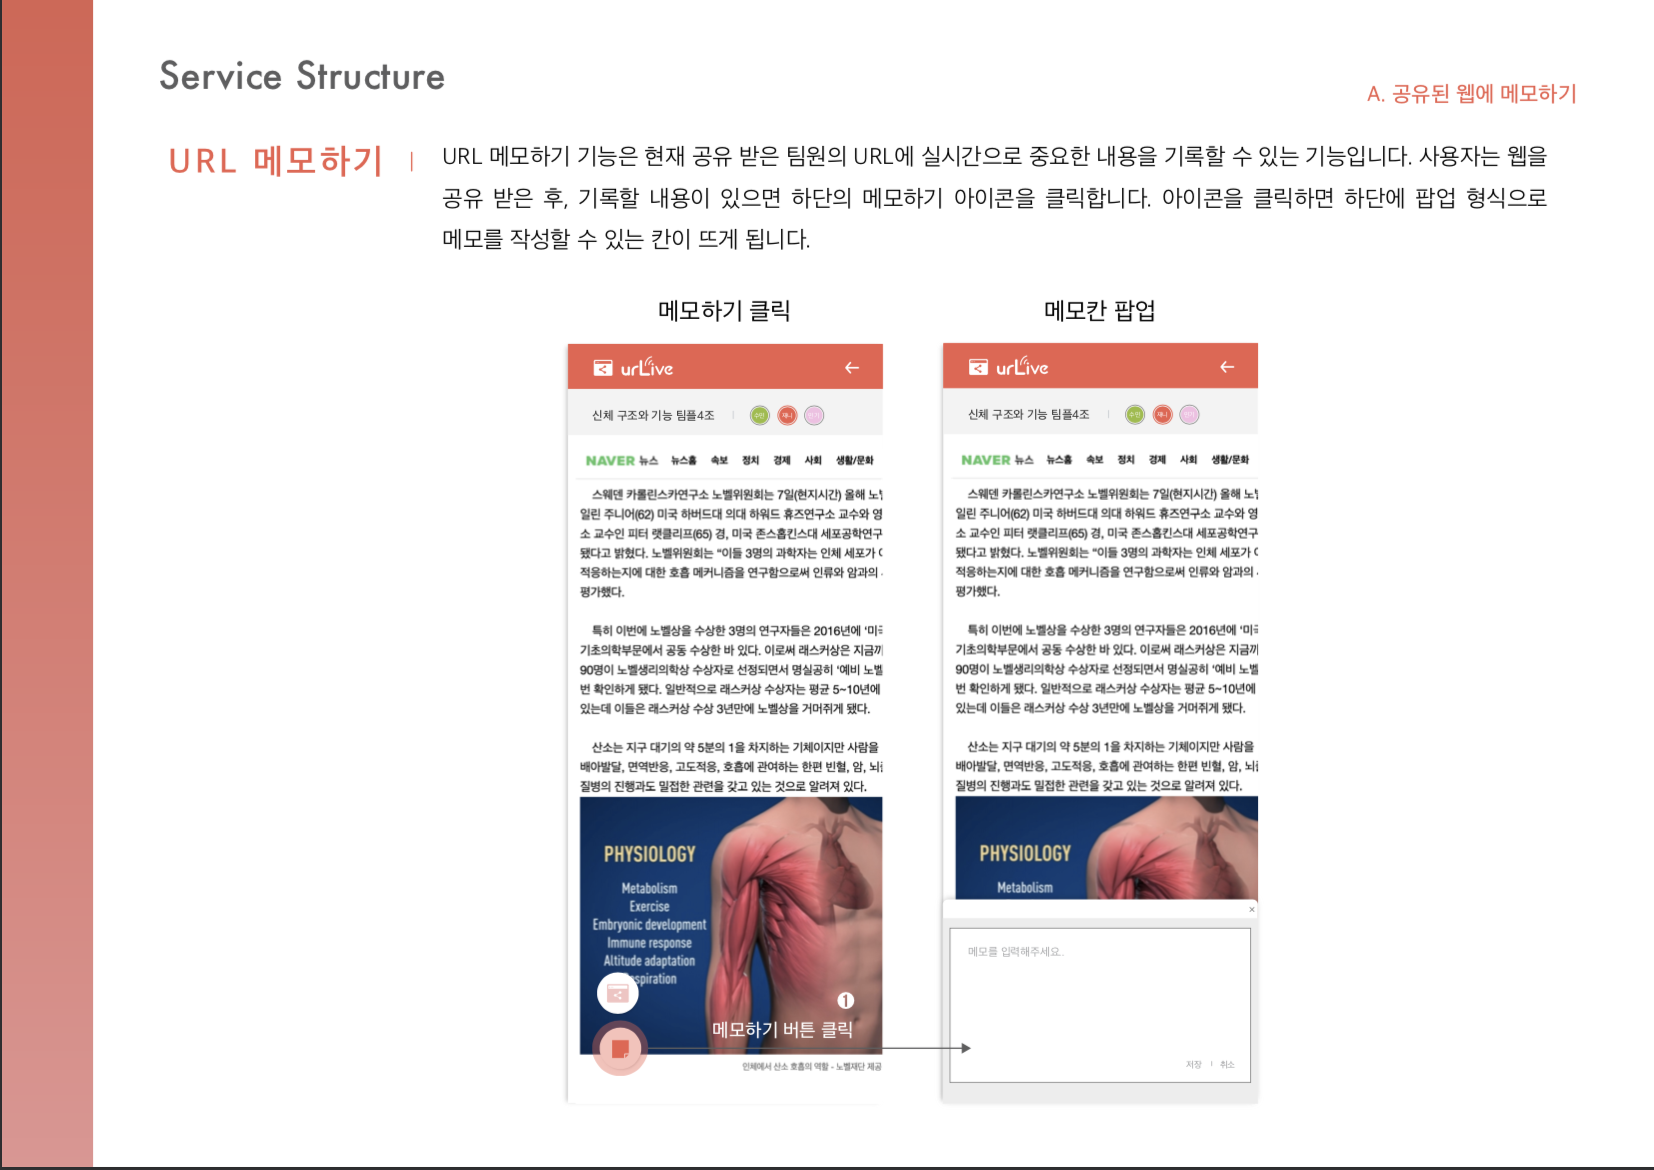 Service Structure
A. 공유된 웹에 메모하기
URL 메모하기
URL 메모하기 기능은 현재 공유 받은 팀원의 URL에 실시간으로 중요한 내용을 기록할 수 있는 기능입니다. 사용자는 웹을
공유 받은 후, 기록할 내용이 있으면 하단의 메모하기 아이콘을 클릭합니다. 아이콘을 클릭하면 하단에 팝업 형식으로
메모를 작성할 수 있는 칸이 뜨게 됩니다.
메모하기 클릭
urLive
신체 구조와 기능 팀플4조
수민 재니
NAVER 뉴스 뉴스홈 속보 정치 경제 사회 생활/문화
스웨덴 카롤린스카연구소 노벨위원회는 7일(현지시간) 올해 노벨
일린 주니어(62) 미국 하버드대 의대 하워드 휴즈연구소 교수와 영
소 교수인 피터 랫클리프(65) 경, 미국 존스홉킨스대 세포공학연구
됐다고 밝혔다. 노벨위원회는 “이들 3명의 과학자는 인체 세포가
적응하는지에 대한 호흡 메커니즘을 연구함으로써 인류와 암과의
평가했다.
특히 이번에 노벨상을 수상한 3명의 연구자들은 2016년에 ‘미국
기초의학부문에서 공동 수상한 바 있다. 이로써 래스커상은 지금까
90명이 노벨생리의학상 수상자로 선정되면서 명실공히 ‘예비 노벨
번 확인하게 됐다. 일반적으로 래스커상 수상자는 평균 5~10년에
있는데 이들은 래스커상 수상 3년만에 노벨상을 거머쥐게 됐다.
산소는 지구 대기의 약 5분의 1을 차지하는 기체이지만 사람을
배아발달, 면역반응, 고도적응, 호흡에 관여하는 한편 빈혈, 암, 뇌
질병의 진행과도 밀접한 관련을 갖고 있는 것으로 알려져 있다.
PHYSIOLOGY
Metabolism
Exercise
Embryonic development
Immune response
Altitude adaptation
spiration
1
메모하기 버튼 클릭
인체에서 산소 호흡의 역할 - 노벨재단 제공
메모칸 팝업
urLive
신체 구조와 기능 팀플4조
수민 재니
NAVER 뉴스 뉴스홈 속보 정치 경제 사회 생활/문화
스웨덴 카롤린스카연구소 노벨위원회는 7일(현지시간) 올해 노벨
일린 주니어(62) 미국 하버드대 의대 하워드 휴즈연구소 교수와 영
소 교수인 피터 랫클리프(65) 경, 미국 존스홉킨스대 세포공학연구
됐다고 밝혔다. 노벨위원회는 “이들 3명의 과학자는 인체 세포가
적응하는지에 대한 호흡 메커니즘을 연구함으로써 인류와 암과의
평가했다.
특히 이번에 노벨상을 수상한 3명의 연구자들은 2016년에 ‘미국
기초의학부문에서 공동 수상한 바 있다. 이로써 래스커상은 지금까
90명이 노벨생리의학상 수상자로 선정되면서 명실공히 ‘예비 노벨
번 확인하게 됐다. 일반적으로 래스커상 수상자는 평균 5~10년에
있는데 이들은 래스커상 수상 3년만에 노벨상을 거머쥐게 됐다.
산소는 지구 대기의 약 5분의 1을 차지하는 기체이지만 사람을
배아발달, 면역반응, 고도적응, 호흡에 관여하는 한편 빈혈, 암, 뇌
질병의 진행과도 밀접한 관련을 갖고 있는 것으로 알려져 있다.
PHYSIOLOGY
Metabolism
메모를 입력해주세요..
저장 취소